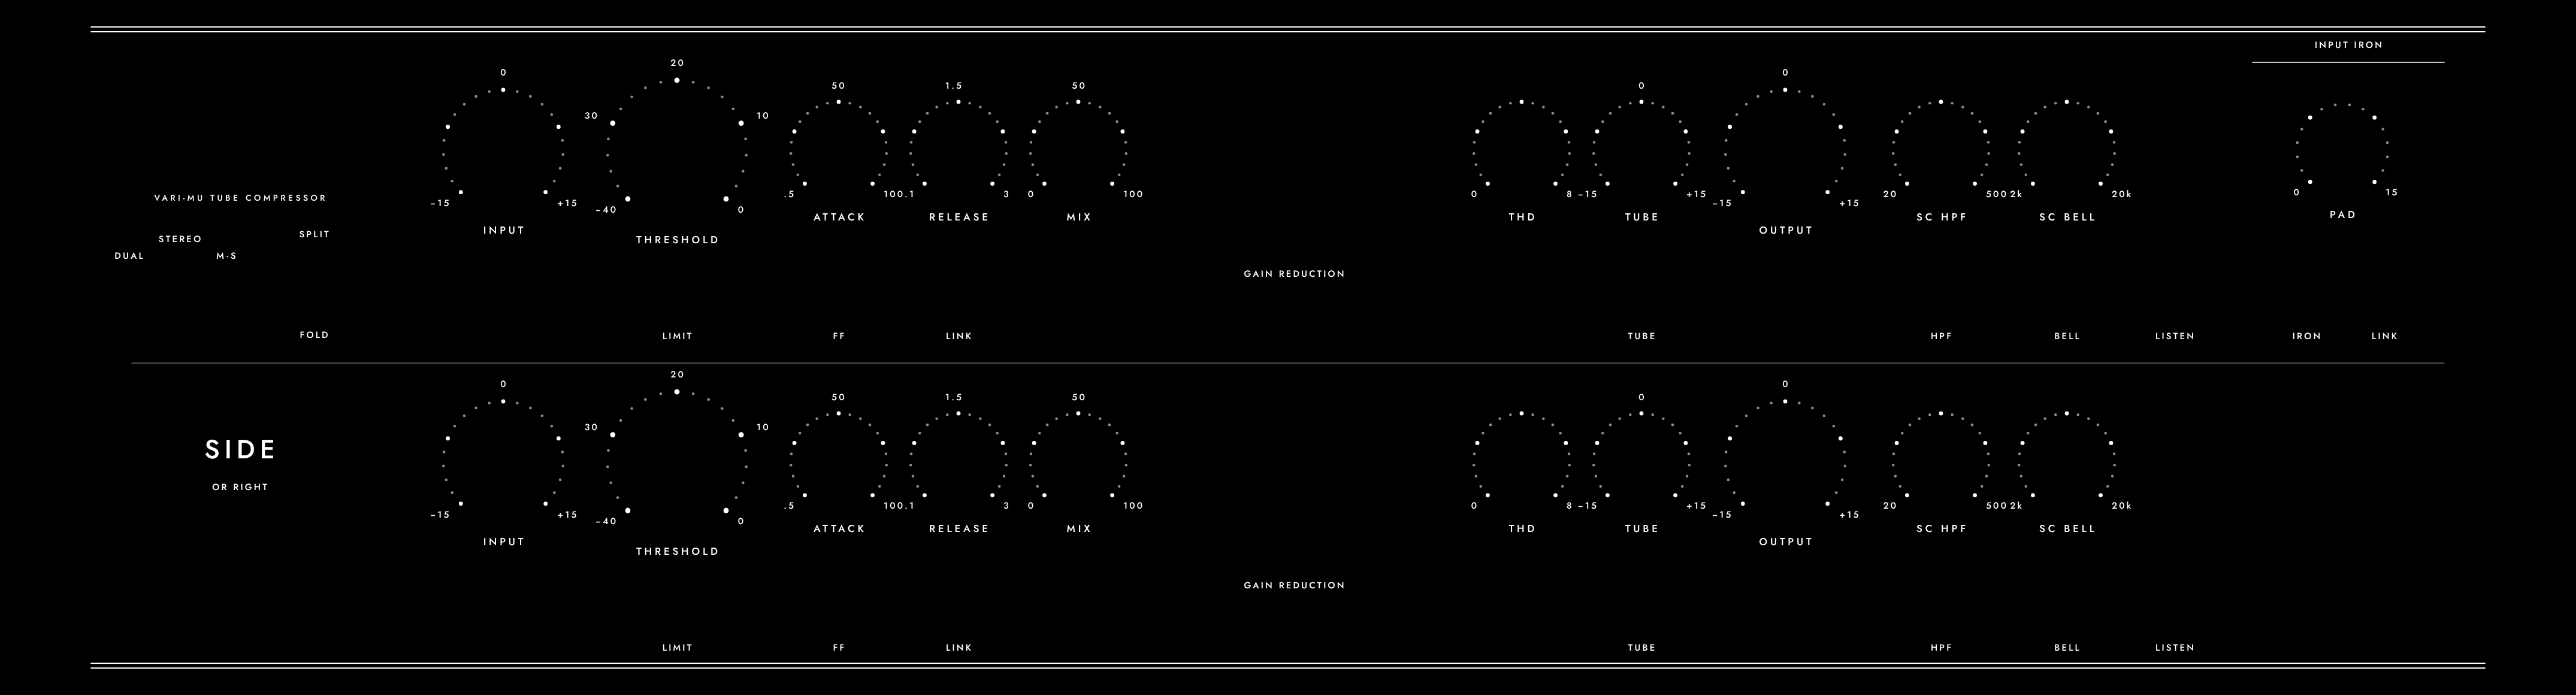 INPUT IRON
0
20
50
1.5
50
0
0
30
10
−15
+15
−40
0
.5
100
.1
3
0
100
0
8
−15
+15
−15
+15
20
500
2k
20k
0
15
VARI-MU TUBE COMPRESSOR
INPUT
THRESHOLD
ATTACK
RELEASE
MIX
THD
TUBE
OUTPUT
SC HPF
SC BELL
PAD
STEREO
SPLIT
DUAL
M·S
GAIN REDUCTION
FOLD
LIMIT
FF
LINK
TUBE
HPF
BELL
LISTEN
IRON
LINK
0
20
50
1.5
50
0
0
30
10
SIDE
OR RIGHT
−15
+15
−40
0
.5
100
.1
3
0
100
0
8
−15
+15
−15
+15
20
500
2k
20k
INPUT
THRESHOLD
ATTACK
RELEASE
MIX
THD
TUBE
OUTPUT
SC HPF
SC BELL
GAIN REDUCTION
LIMIT
FF
LINK
TUBE
HPF
BELL
LISTEN